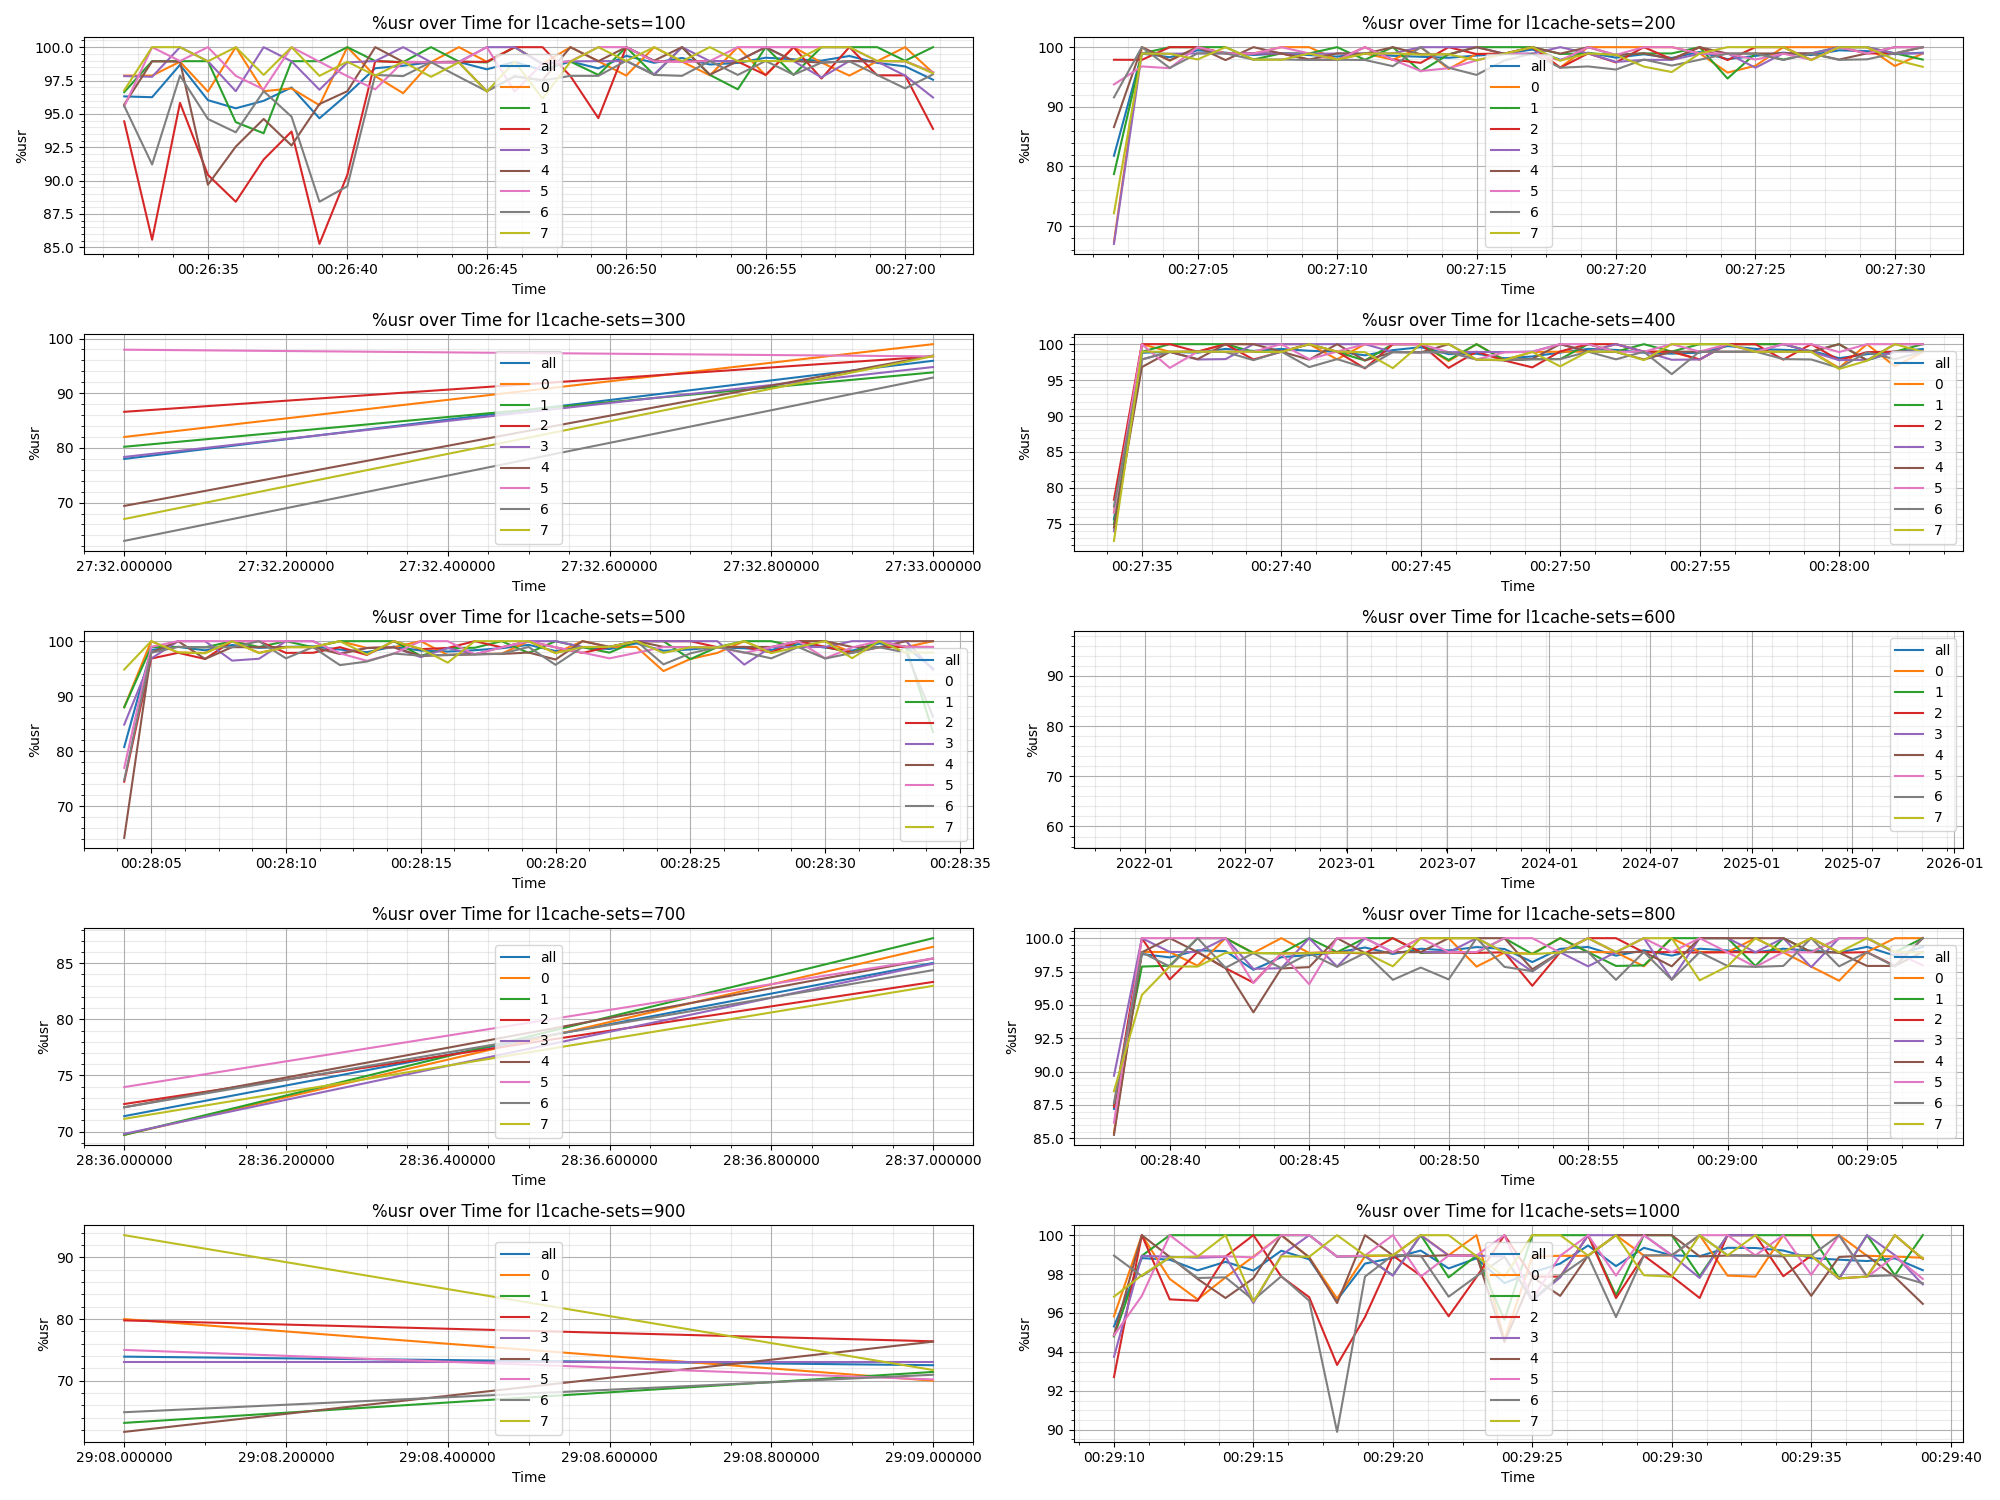 %usr over Time for l1cache-sets=100
100.0
97.5
95.0
92.5
90.0
87.5
85.0
%usr
all
0
1
2
3
4
5
6
7
00:26:35 00:26:40 00:26:45 00:26:50 00:26:55 00:27:00
Time
%usr over Time for l1cache-sets=200
100
90
80
70
%usr
all
0
1
2
3
4
5
6
7
00:27:05 00:27:10 00:27:15 00:27:20 00:27:25 00:27:30
Time
%usr over Time for l1cache-sets=300
100
90
80
70
%usr
all
0
1
2
3
4
5
6
7
27:32.000000 27:32.200000 27:32.400000 27:32.600000 27:32.800000 27:33.000000
Time
%usr over Time for l1cache-sets=400
100
95
90
85
80
75
%usr
all
0
1
2
3
4
5
6
7
00:27:35 00:27:40 00:27:45 00:27:50 00:27:55 00:28:00
Time
%usr over Time for l1cache-sets=500
100
90
80
70
%usr
all
0
1
2
3
4
5
6
7
00:28:05 00:28:10 00:28:15 00:28:20 00:28:25 00:28:30 00:28:35
Time
%usr over Time for l1cache-sets=600
90
80
70
60
%usr
all
0
1
2
3
4
5
6
7
2022-01 2022-07 2023-01 2023-07 2024-01 2024-07 2025-01 2025-07 2026-01
Time
%usr over Time for l1cache-sets=700
85
80
75
70
%usr
all
0
1
2
3
4
5
6
7
28:36.000000 28:36.200000 28:36.400000 28:36.600000 28:36.800000 28:37.000000
Time
%usr over Time for l1cache-sets=800
100.0
97.5
95.0
92.5
90.0
87.5
85.0
%usr
all
0
1
2
3
4
5
6
7
00:28:40 00:28:45 00:28:50 00:28:55 00:29:00 00:29:05
Time
%usr over Time for l1cache-sets=900
90
80
70
%usr
all
0
1
2
3
4
5
6
7
29:08.000000 29:08.200000 29:08.400000 29:08.600000 29:08.800000 29:09.000000
Time
%usr over Time for l1cache-sets=1000
100
98
96
94
92
90
%usr
all
0
1
2
3
4
5
6
7
00:29:10 00:29:15 00:29:20 00:29:25 00:29:30 00:29:35 00:29:40
Time